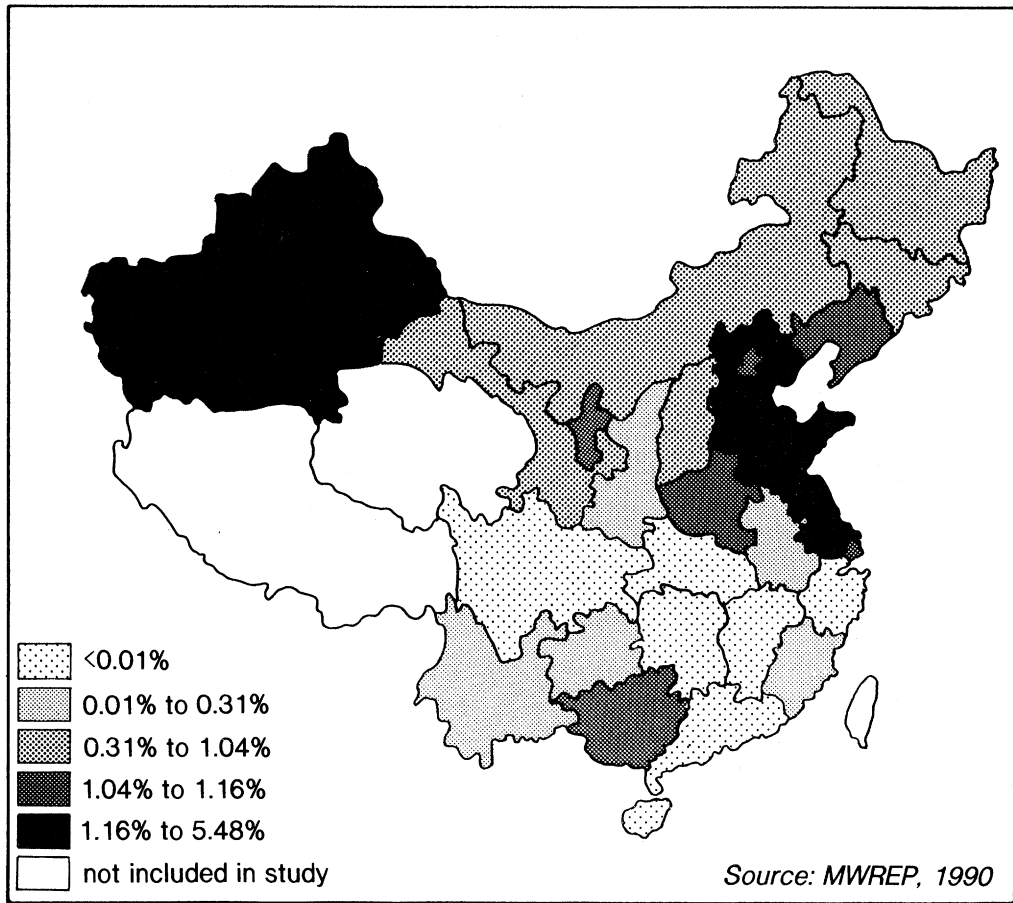 <0.01%
0.01% to 0.31%
0.31% to 1.04%
1.04% to 1.16%
1.16% to 5.48%
not included in study
Source: MWREP, 1990